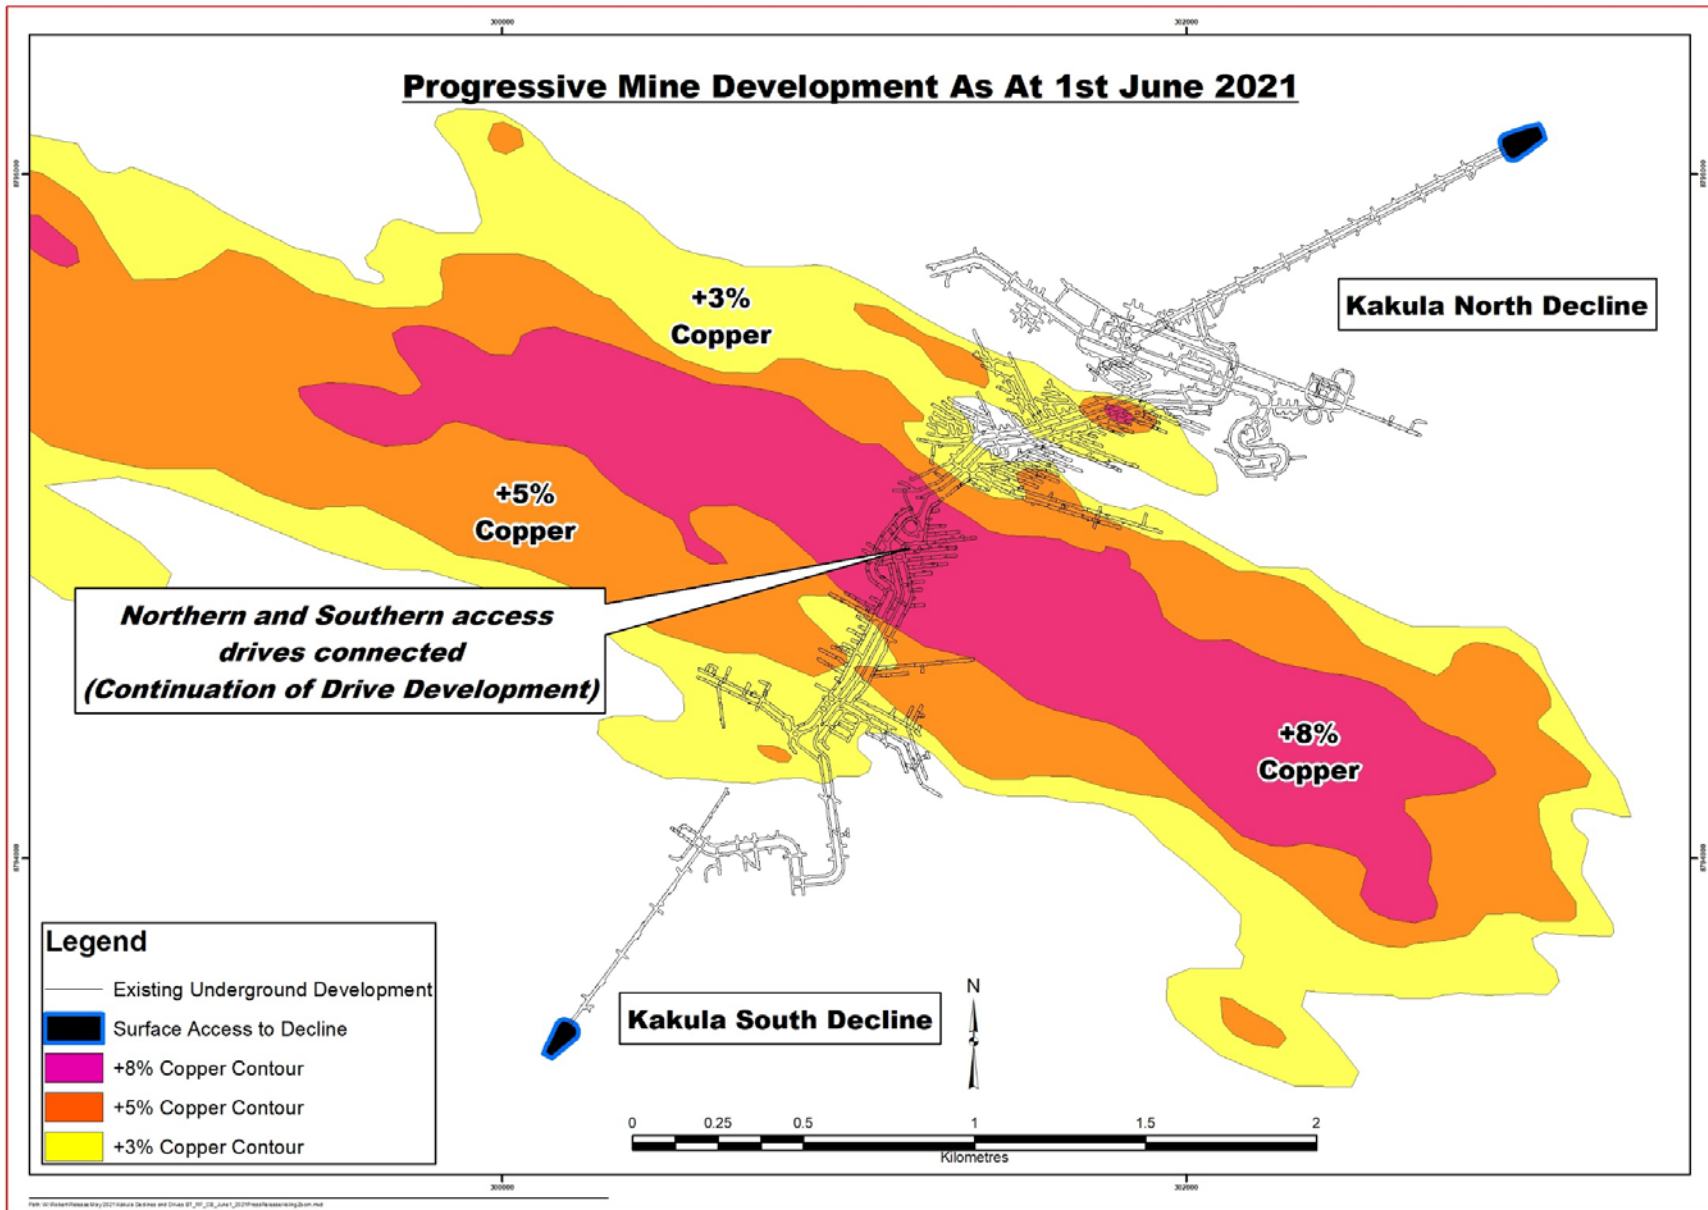 300000
302000
Progressive Mine Development As At 1st June 2021
Kakula North Decline
+3%
Copper
+5%
Copper
Northern and Southern access
drives connected
(Continuation of Drive Development)
+8%
Copper
Legend
Existing Underground Development
Surface Access to Decline
+8% Copper Contour
+5% Copper Contour
+3% Copper Contour
Kakula South Decline
N
0 0.25 0.5 1 1.5 2
Kilometres
300000
302000